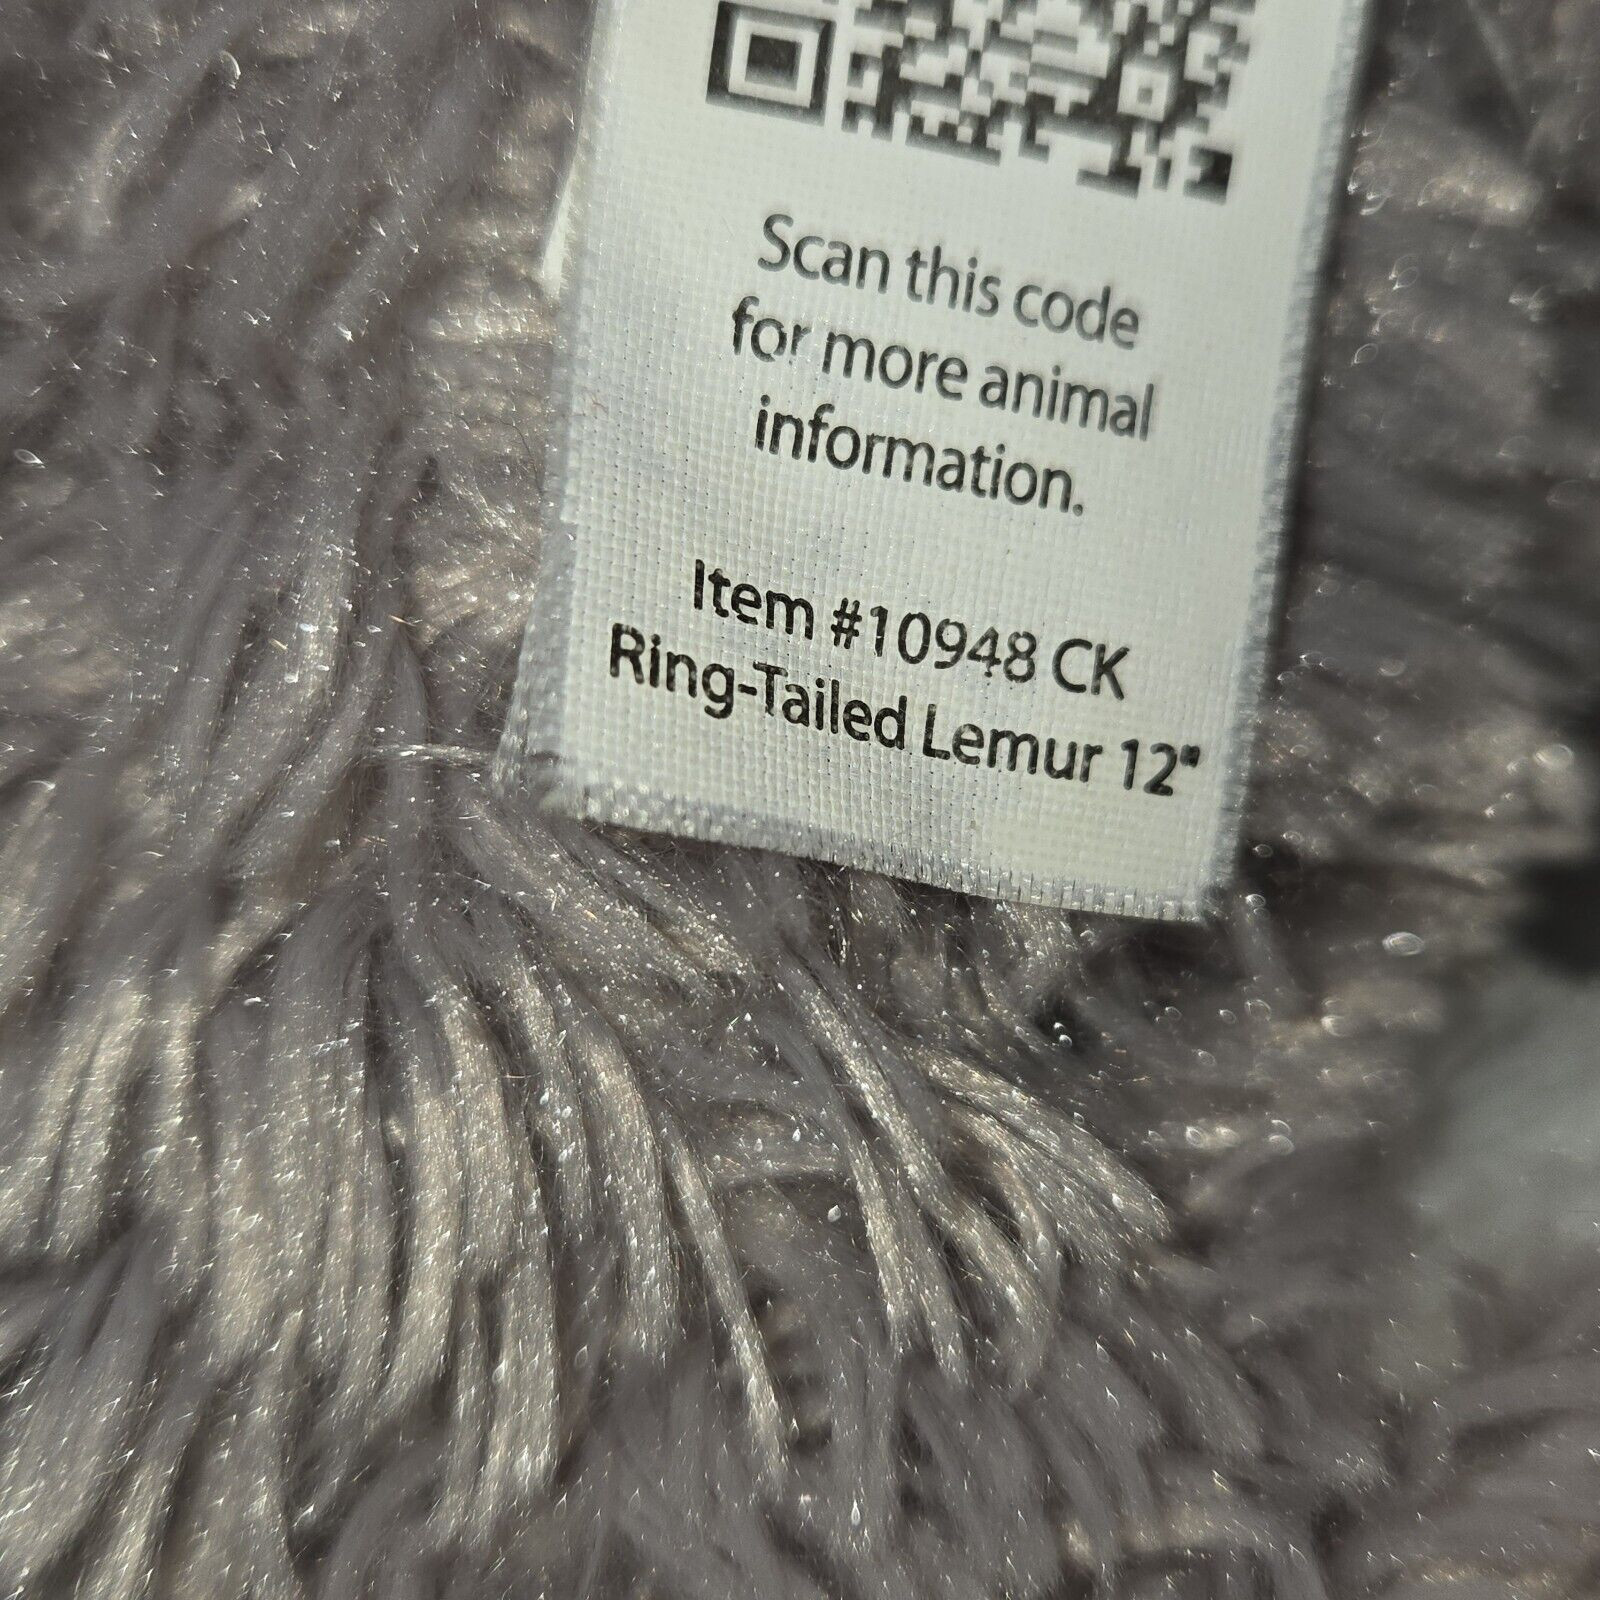 Scan this code
for more animal
information.
Item #10948 CK
Ring-Tailed Lemur 12"